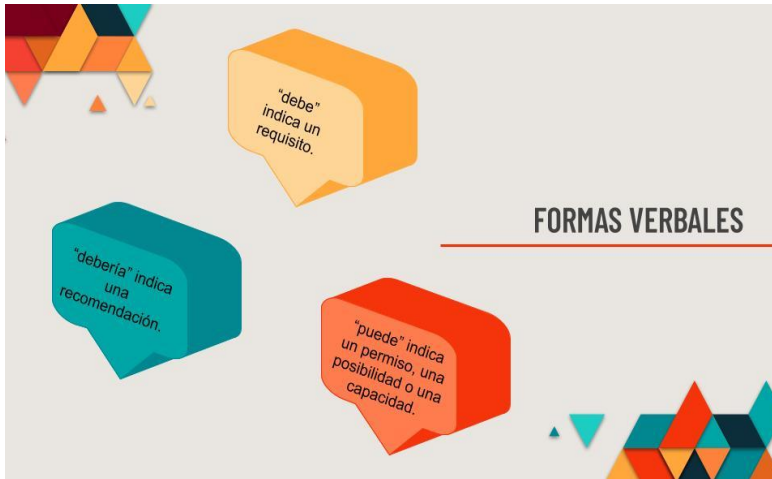 “debe”
indica un
requisito.
FORMAS VERBALES
“debería” indica
una
recomendación.
“puede” indica
un permiso, una
posibilidad o una
capacidad.